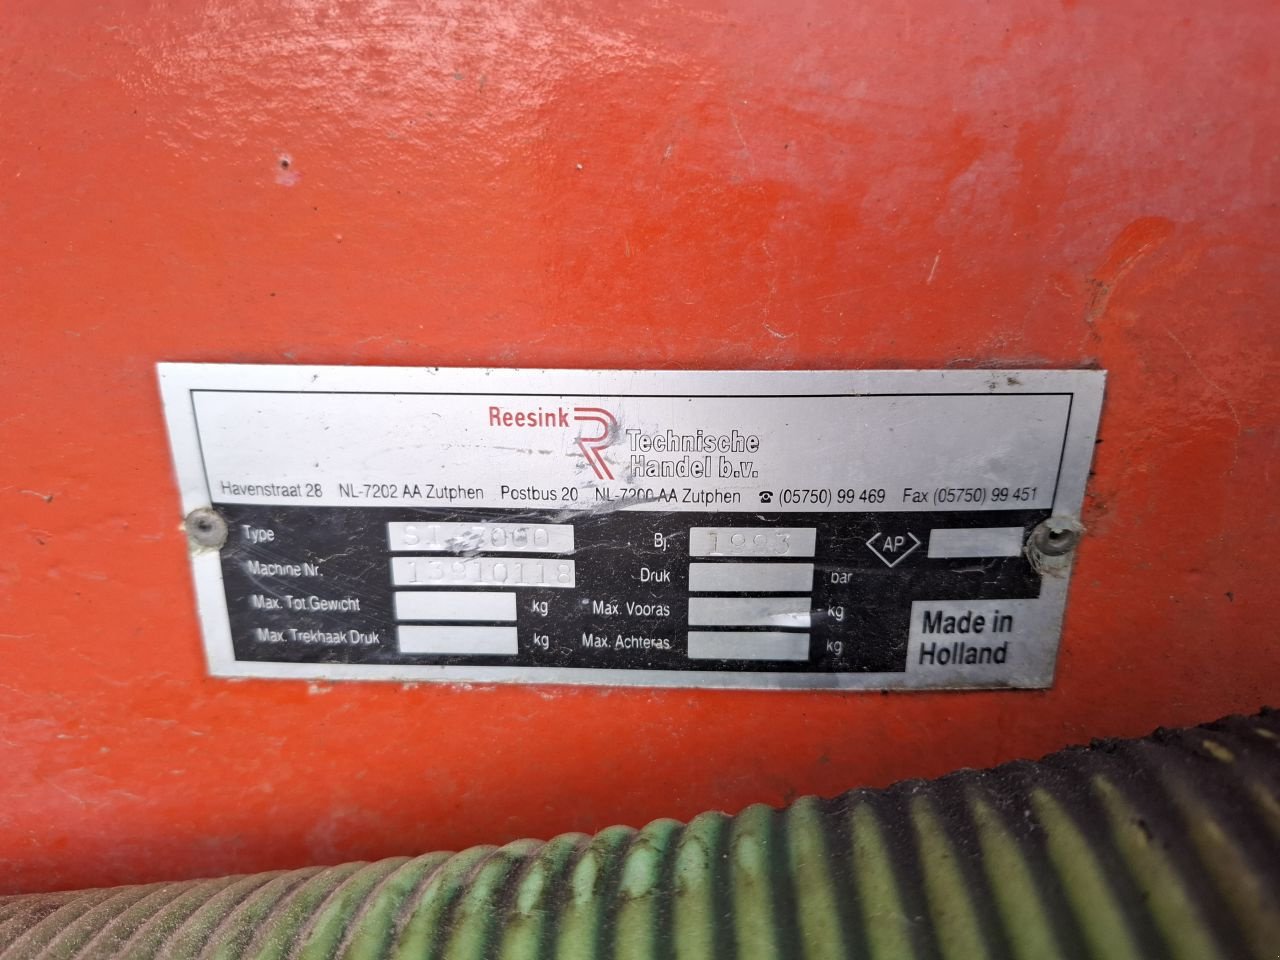 Reesink R
Technische
Handel b.v.
Havenstraat 28 NL-7202 AA Zutphen Postbus 20 NL-7200 AA Zutphen ☎ (05750) 99 469 Fax (05750) 99 451
Type Bj. 1993 AP
Machine Nr. 13910118 Druk bar
Max. Tot. Gewicht kg Max. Vooras kg
Max. Trekhaak Druk kg Max. Achteras kg
Made in
Holland